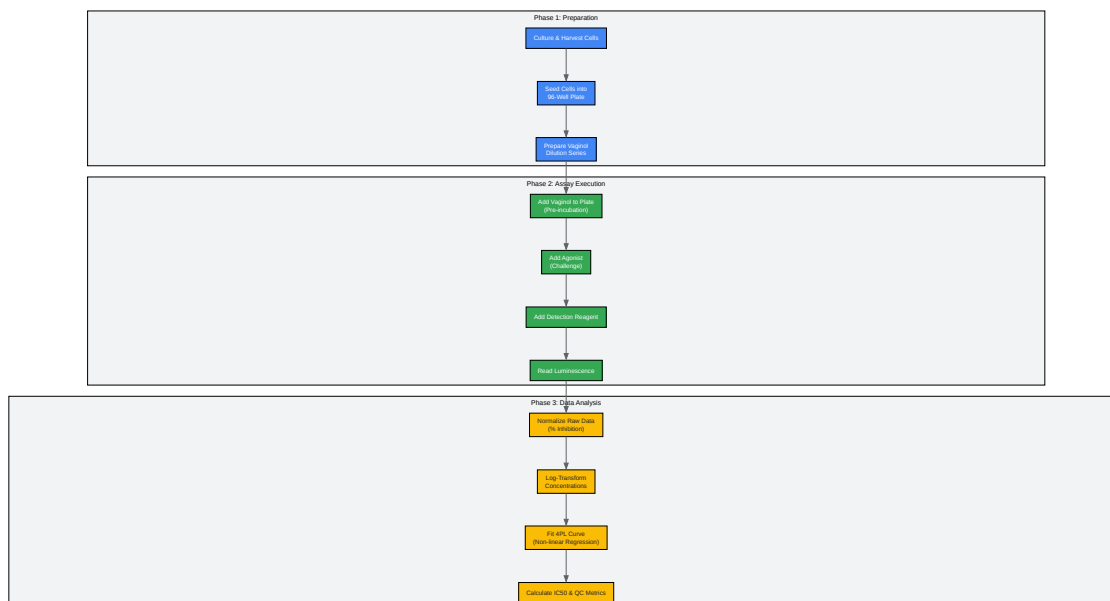 Phase 1: Preparation
Culture & Harvest Cells
Seed Cells into
96-Well Plate
Prepare Vaginol
Dilution Series
Phase 2: Assay Execution
Add Vaginol to Plate
(Pre-incubation)
Add Agonist
(Challenge)
Add Detection Reagent
Read Luminescence
Phase 3: Data Analysis
Normalize Raw Data
(% Inhibition)
Log-Transform
Concentrations
Fit 4PL Curve
(Non-linear Regression)
Calculate IC50 & QC Metrics